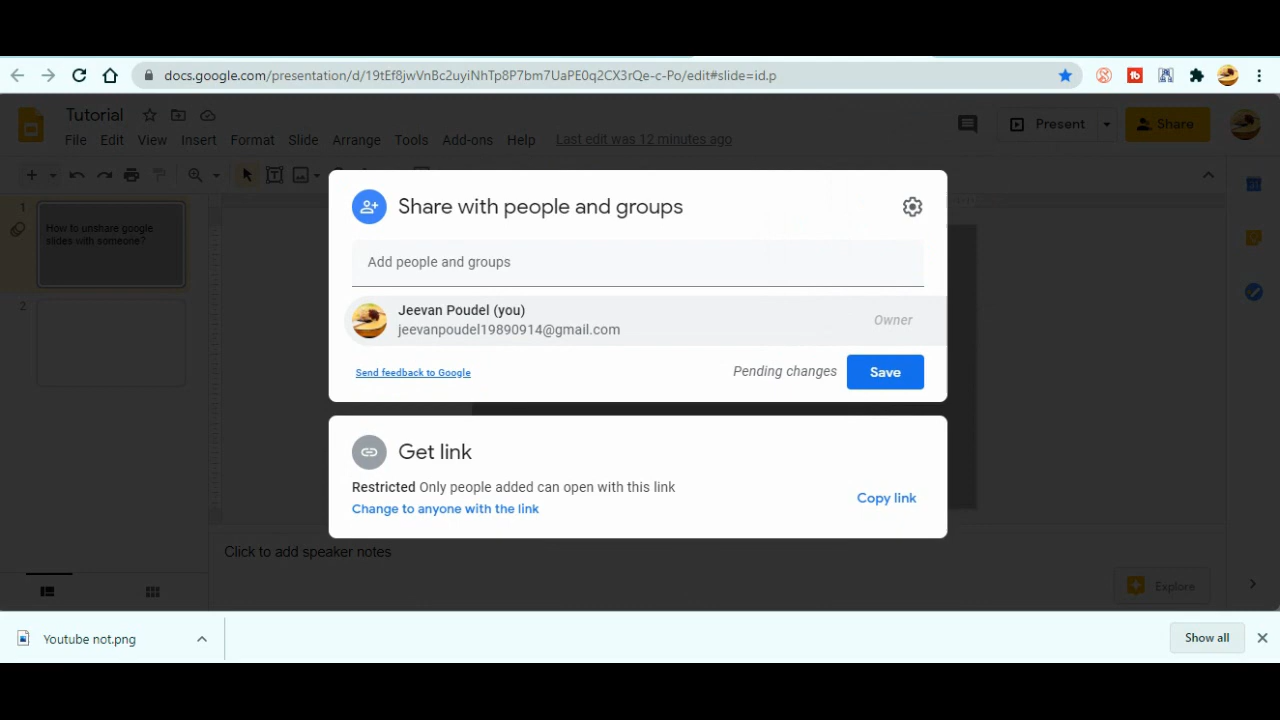 docs.google.com/presentation/d/19tEf8jwVnBc2uyiNhTp8P7bm7UaPE0q2CX3rQe-c-Po/edit#slide=id.p
Tutorial
File Edit View Insert Format Slide Arrange Tools Add-ons Help Last edit was 12 minutes ago
Present
Share
1
How to unshare google
slides with someone?
2
Share with people and groups
Add people and groups
Jeevan Poudel (you)
jeevanpoudel19890914@gmail.com
Owner
Send feedback to Google
Pending changes
Save
Get link
Restricted Only people added can open with this link
Change to anyone with the link
Copy link
Click to add speaker notes
Explore
Youtube not.png
Show all